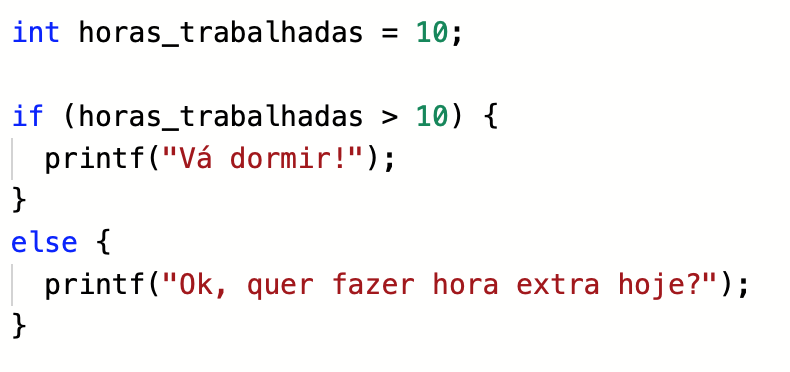 int horas_trabalhadas = 10;
if (horas_trabalhadas > 10) {
printf("Vá dormir!");
}
else {
printf("Ok, quer fazer hora extra hoje?");
}